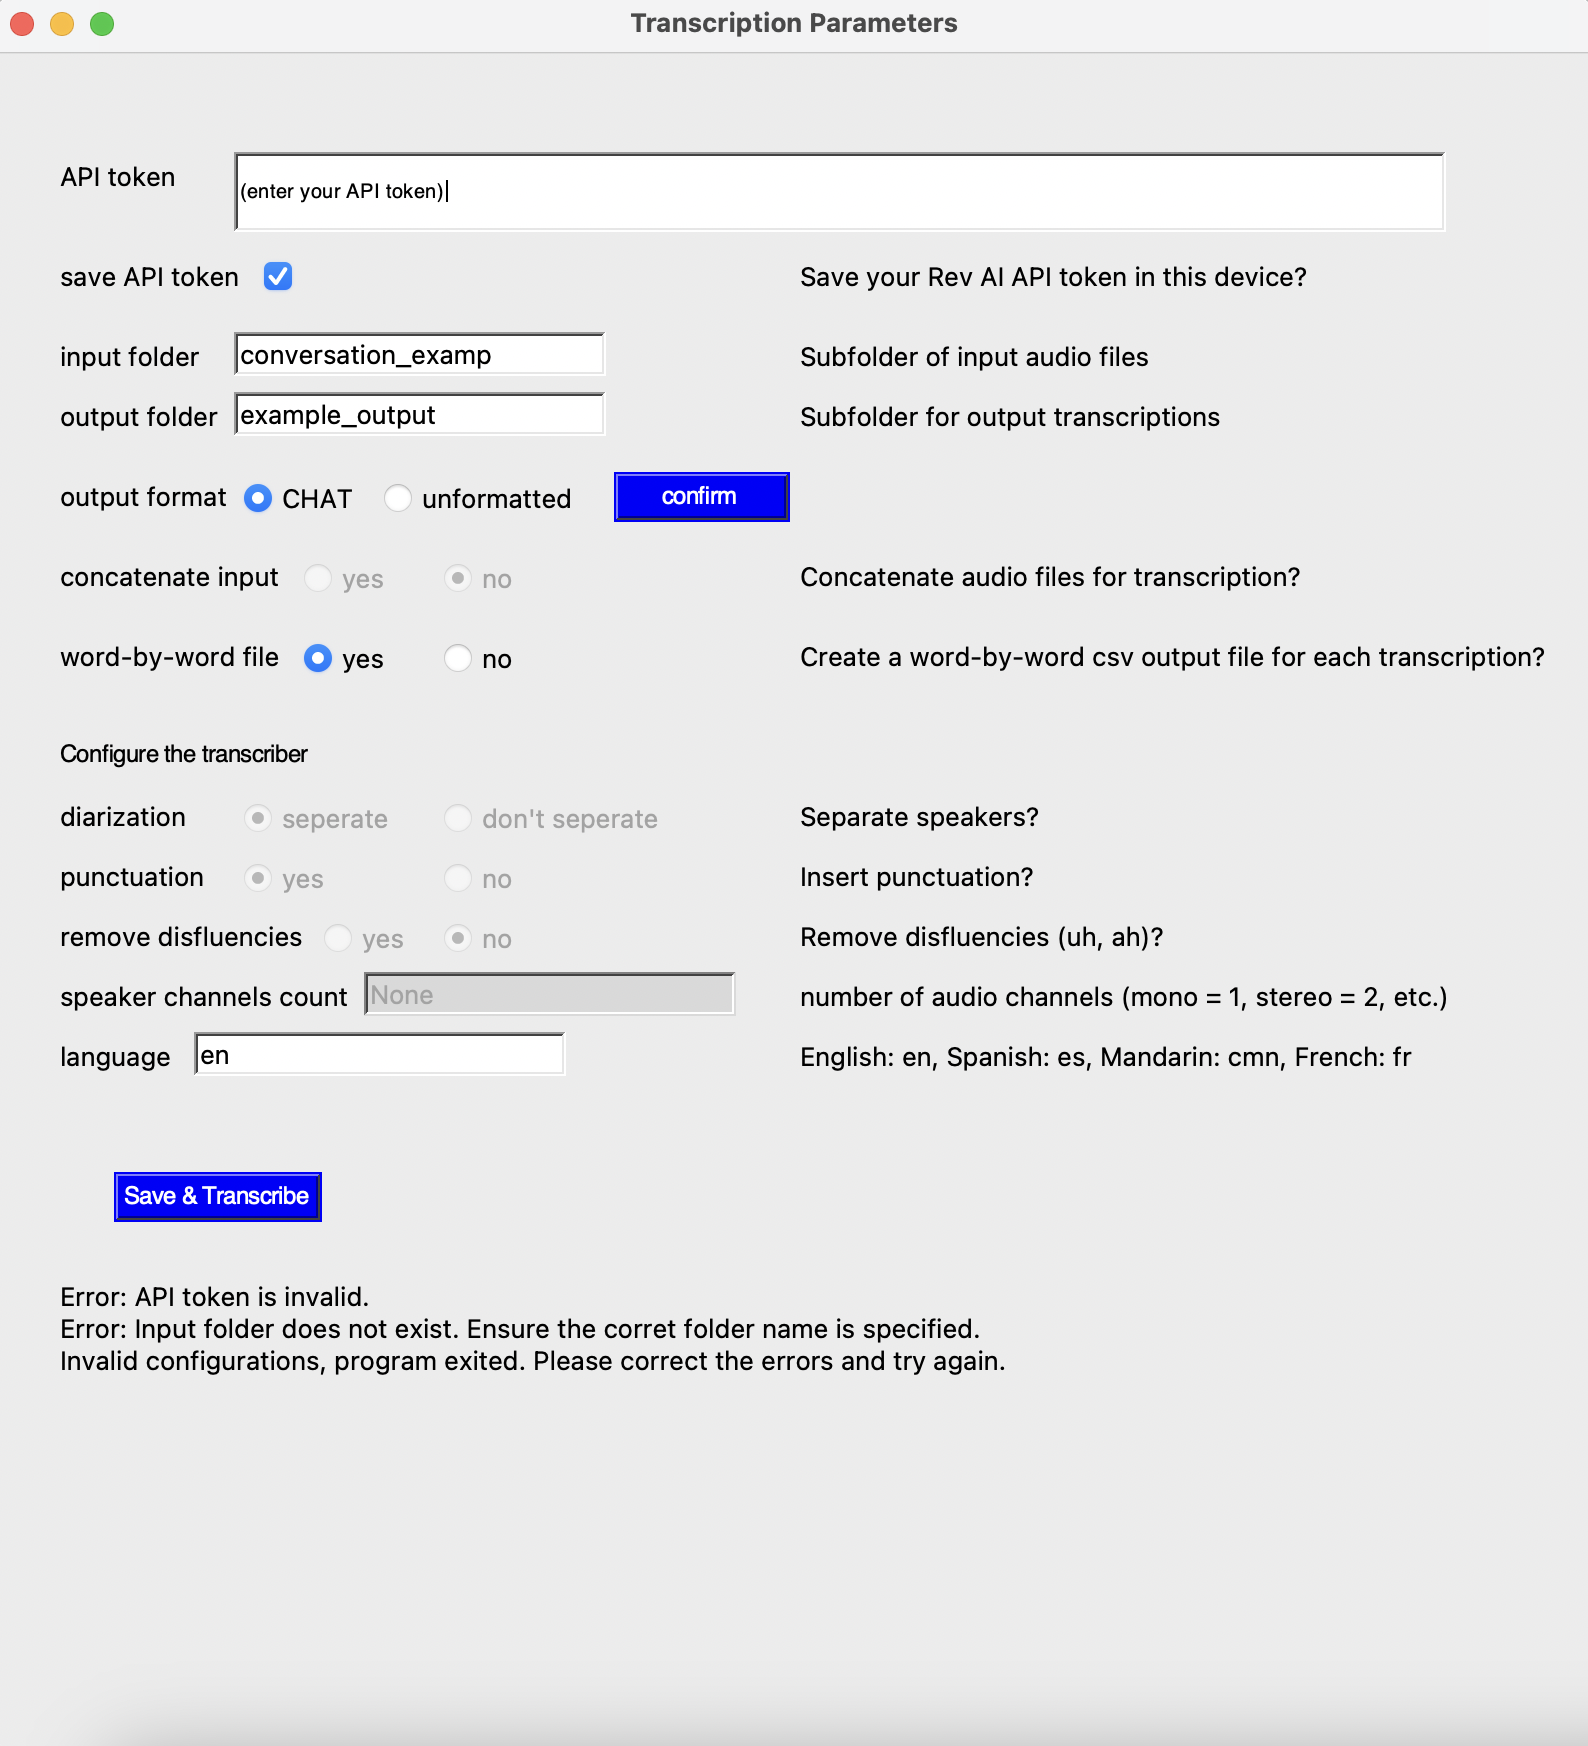 Transcription Parameters
API token (enter your API token)
save API token Save your Rev AI API token in this device?
input folder conversation_examp Subfolder of input audio files
output folder example_output Subfolder for output transcriptions
output format CHAT unformatted confirm
concatenate input yes no Concatenate audio files for transcription?
word-by-word file yes no Create a word-by-word csv output file for each transcription?
Configure the transcriber
diarization seperate don't seperate Separate speakers?
punctuation yes no Insert punctuation?
remove disfluencies yes no Remove disfluencies (uh, ah)?
speaker channels count None number of audio channels (mono = 1, stereo = 2, etc.)
language en English: en, Spanish: es, Mandarin: cmn, French: fr
Save & Transcribe
Error: API token is invalid.
Error: Input folder does not exist. Ensure the corret folder name is specified.
Invalid configurations, program exited. Please correct the errors and try again.